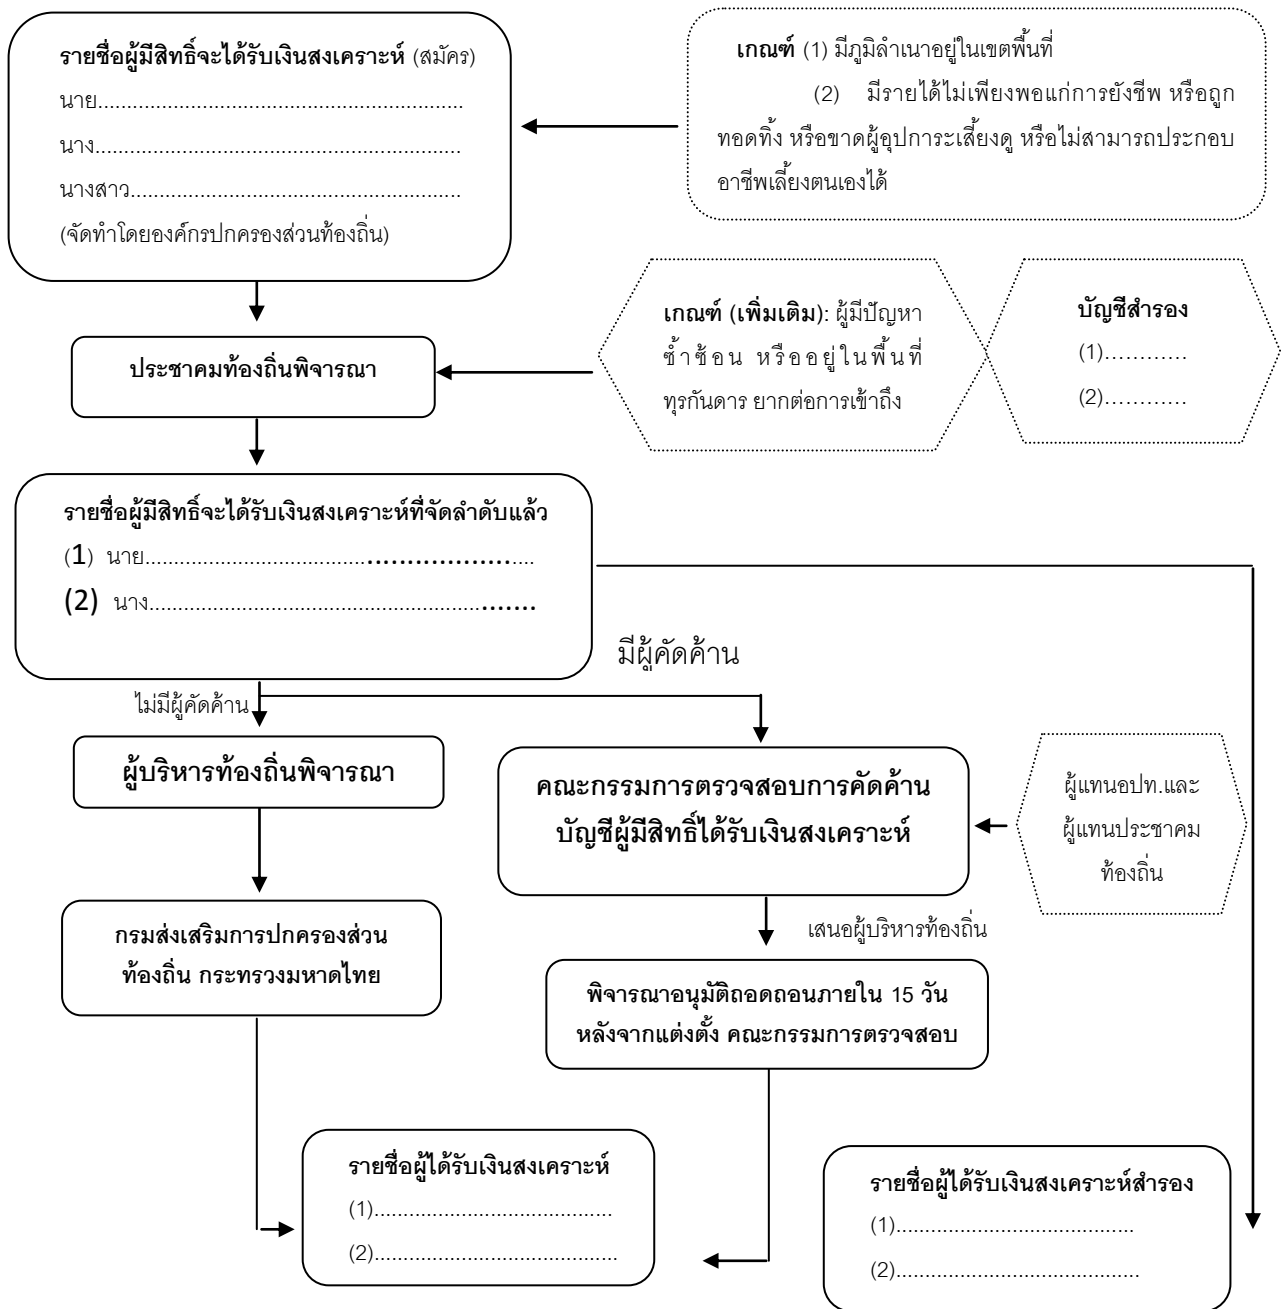 รายชื่อผู้มีสิทธิ์จะได้รับเงินสงเคราะห์ (สมัคร)
นาย...............................................................
นาง...............................................................
นางสาว.........................................................
(จัดทำโดยองค์กรปกครองส่วนท้องถิ่น)
เกณฑ์ (1) มีภูมิลำเนาอยู่ในเขตพื้นที่
(2) มีรายได้ไม่เพียงพอแก่การยังชีพ หรือถูก
ทอดทิ้ง หรือขาดผู้อุปการะเลี้ยงดู หรือไม่สามารถประกอบ
อาชีพเลี้ยงตนเองได้
ประชาคมท้องถิ่นพิจารณา
เกณฑ์ (เพิ่มเติม): ผู้มีปัญหา
ซ้ำซ้อน หรืออยู่ในพื้นที่
ทุรกันดาร ยากต่อการเข้าถึง
บัญชีสำรอง
(1)............
(2)............
รายชื่อผู้มีสิทธิ์จะได้รับเงินสงเคราะห์ที่จัดลำดับแล้ว
(1) นาย............................................................
(2) นาง................................................................
มีผู้คัดค้าน
ไม่มีผู้คัดค้าน
ผู้บริหารท้องถิ่นพิจารณา
คณะกรรมการตรวจสอบการคัดค้าน
บัญชีผู้มีสิทธิ์ได้รับเงินสงเคราะห์
ผู้แทนอปท.และ
ผู้แทนประชาคม
ท้องถิ่น
กรมส่งเสริมการปกครองส่วน
ท้องถิ่น กระทรวงมหาดไทย
เสนอผู้บริหารท้องถิ่น
พิจารณาอนุมัติถอดถอนภายใน 15 วัน
หลังจากแต่งตั้ง คณะกรรมการตรวจสอบ
รายชื่อผู้ได้รับเงินสงเคราะห์
(1).........................................
(2)..........................................
รายชื่อผู้ได้รับเงินสงเคราะห์สำรอง
(1).........................................
(2)..........................................